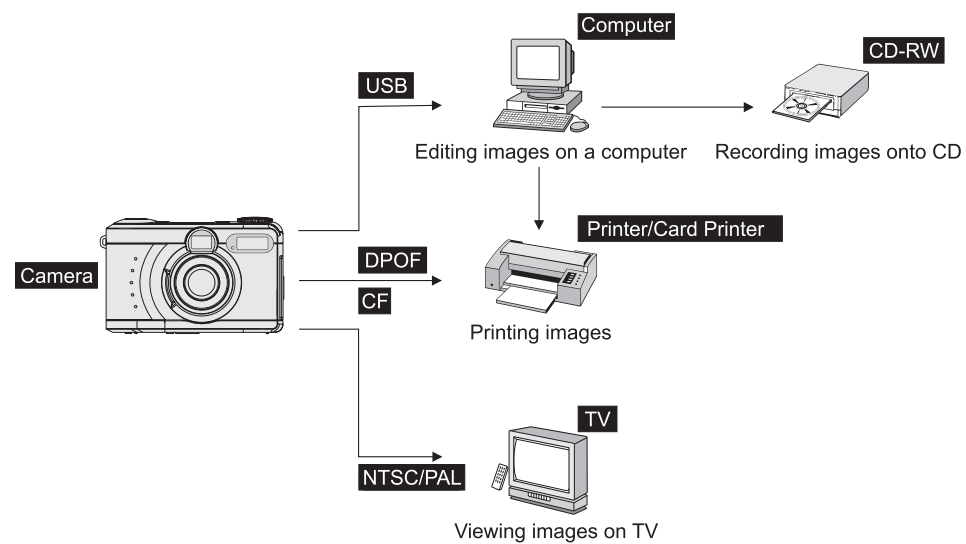 Computer
CD-RW
USB
Editing images on a computer
Recording images onto CD
Printer/Card Printer
DPOF
Camera
CF
Printing images
TV
NTSC/PAL
Viewing images on TV